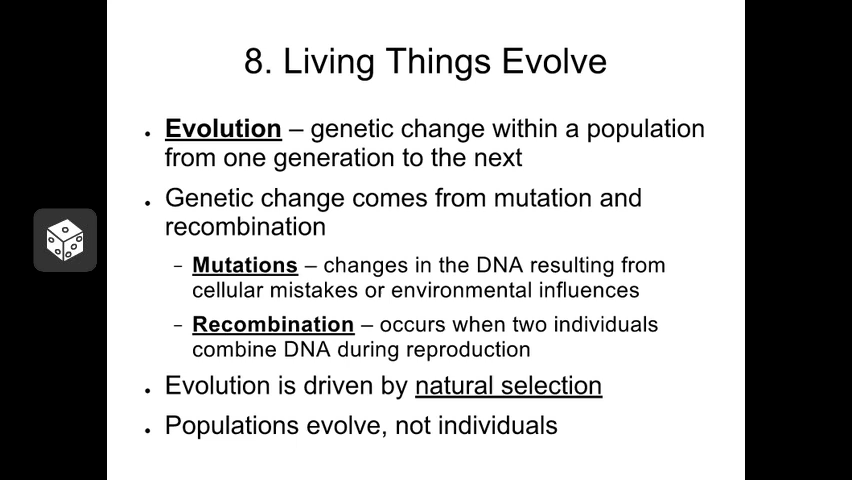 8. Living Things Evolve
• Evolution – genetic change within a population
from one generation to the next
• Genetic change comes from mutation and
recombination
– Mutations – changes in the DNA resulting from
cellular mistakes or environmental influences
– Recombination – occurs when two individuals
combine DNA during reproduction
• Evolution is driven by natural selection
• Populations evolve, not individuals